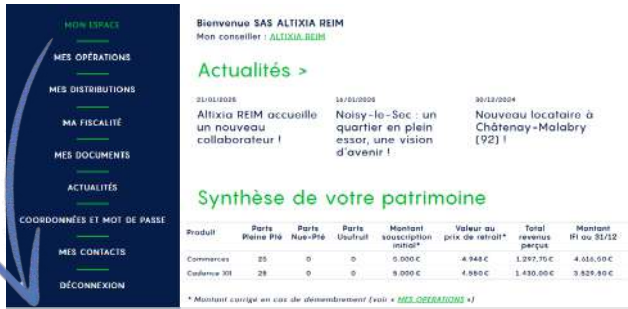 MON ESPACE
MES OPÉRATIONS
MES DISTRIBUTIONS
MA FISCALITÉ
MES DOCUMENTS
ACTUALITÉS
COORDONNÉES ET MOT DE PASSE
MES CONTACTS
DÉCONNEXION
Bienvenue SAS ALTIXIA REIM
Mon conseiller : ALTIXIA REIM
Actualités >
21/01/2025 16/01/2025 30/12/2024
Altixia REIM accueille un nouveau collaborateur !
Noisy-le-Sec : un quartier en plein essor, une vision d'avenir !
Nouveau locataire à Châtenay-Malabry (92) !
Synthèse de votre patrimoine
Produit Parts Pleine Pté Parts Nue-Pté Parts Usufruit Montant souscription initial* Valeur au prix de retrait* Total revenus perçus Montant IFI au 31/12
Commerces 25 0 0 5.000 € 4.948 € 1.297,75 € 4.616,50 €
Cadence XII 25 0 0 5.000 € 4.550 € 1.430,00 € 3.829,50 €
* Montant corrigé en cas de démembrement (voir « MES OPÉRATIONS »)